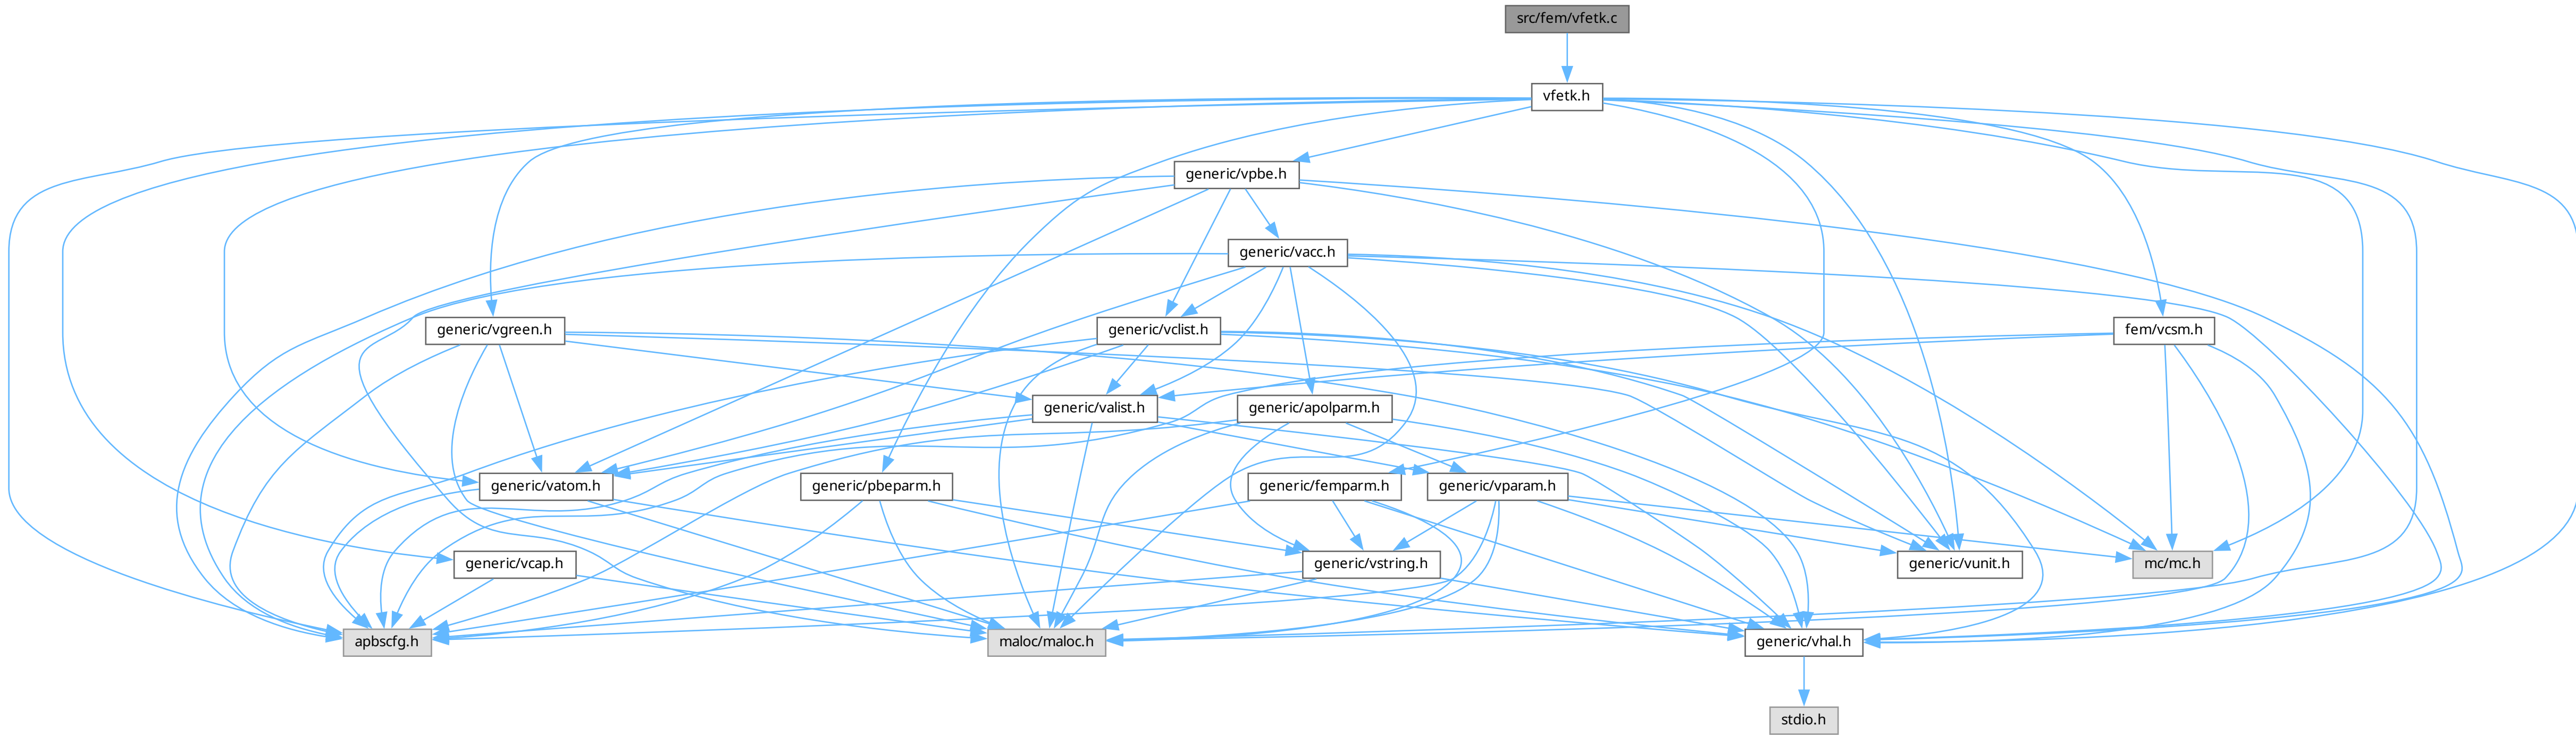 src/fem/vfetk.c
vfetk.h
generic/vpbe.h
generic/vacc.h
generic/vgreen.h
generic/vclist.h
fem/vcsm.h
generic/valist.h
generic/apolparm.h
generic/vatom.h
generic/pbeparm.h
generic/femparm.h
generic/vparam.h
generic/vcap.h
generic/vstring.h
generic/vunit.h
mc/mc.h
apbscfg.h
maloc/maloc.h
generic/vhal.h
stdio.h